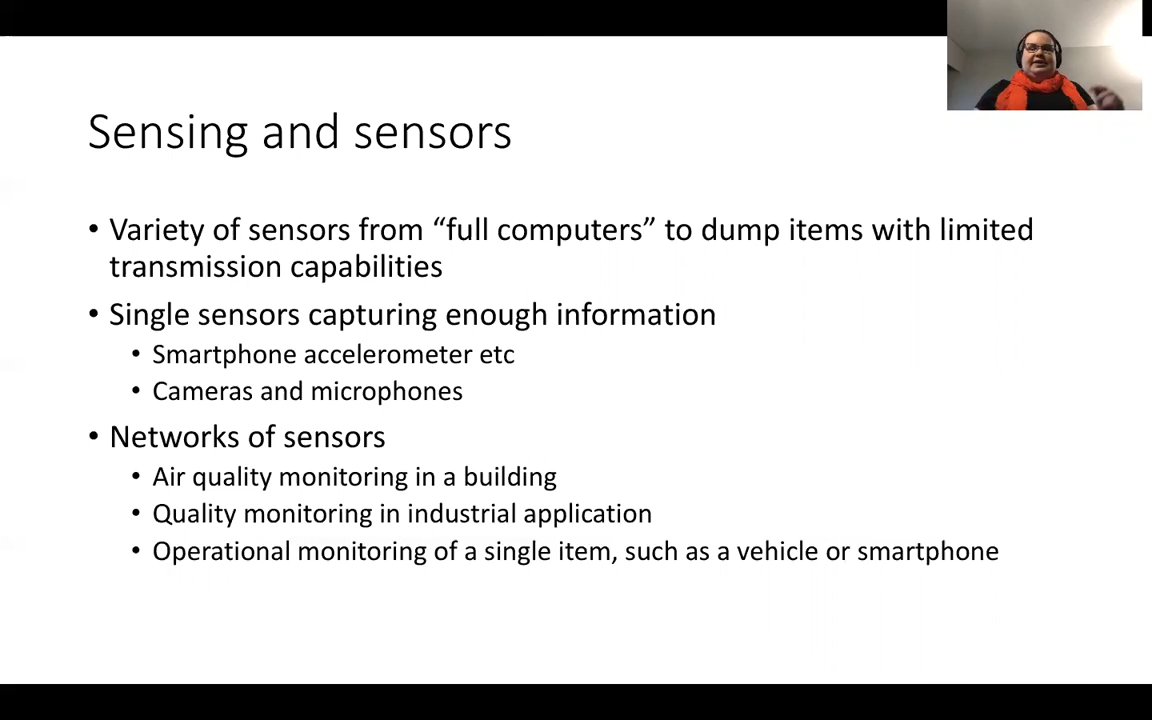 Sensing and sensors
• Variety of sensors from “full computers” to dump items with limited
transmission capabilities
• Single sensors capturing enough information
• Smartphone accelerometer etc
• Cameras and microphones
• Networks of sensors
• Air quality monitoring in a building
• Quality monitoring in industrial application
• Operational monitoring of a single item, such as a vehicle or smartphone